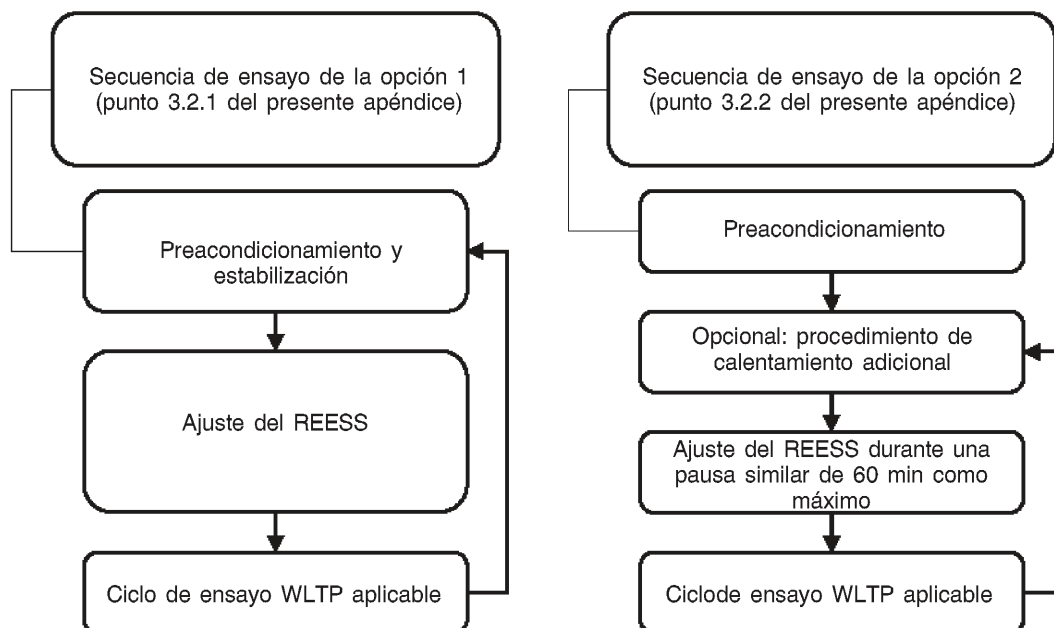 Secuencia de ensayo de la opción 1
(punto 3.2.1 del presente apéndice)
Preacondicionamiento y
estabilización
Ajuste del REESS
Ciclo de ensayo WLTP aplicable
Secuencia de ensayo de la opción 2
(punto 3.2.2 del presente apéndice)
Preacondicionamiento
Opcional: procedimiento de
calentamiento adicional
Ajuste del REESS durante una
pausa similar de 60 min como
máximo
Ciclode ensayo WLTP aplicable